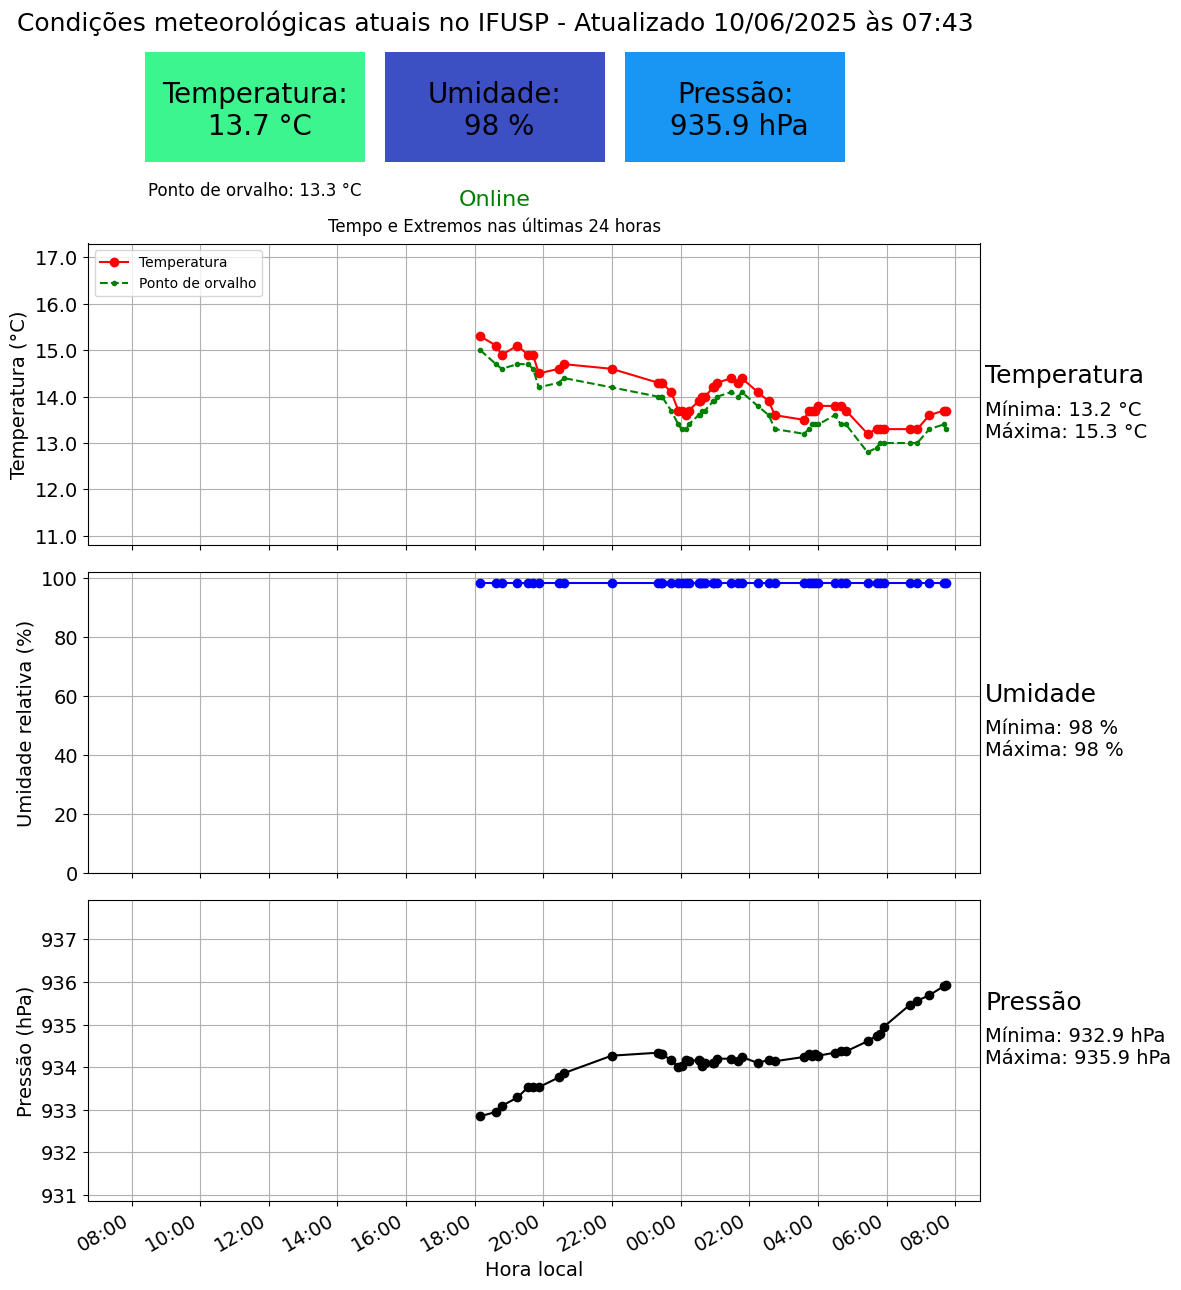 Condições meteorológicas atuais no IFUSP - Atualizado 10/06/2025 às 07:43
Temperatura:
13.7 °C
Umidade:
98 %
Pressão:
935.9 hPa
Ponto de orvalho: 13.3 °C
Online
Tempo e Extremos nas últimas 24 horas
Temperatura
Ponto de orvalho
Temperatura (°C)
17.0
16.0
15.0
14.0
13.0
12.0
11.0
Temperatura
Mínima: 13.2 °C
Máxima: 15.3 °C
Umidade relativa (%)
100
80
60
40
20
0
Umidade
Mínima: 98 %
Máxima: 98 %
Pressão (hPa)
937
936
935
934
933
932
931
Pressão
Mínima: 932.9 hPa
Máxima: 935.9 hPa
08:00
10:00
12:00
14:00
16:00
18:00
20:00
22:00
00:00
02:00
04:00
06:00
08:00
Hora local